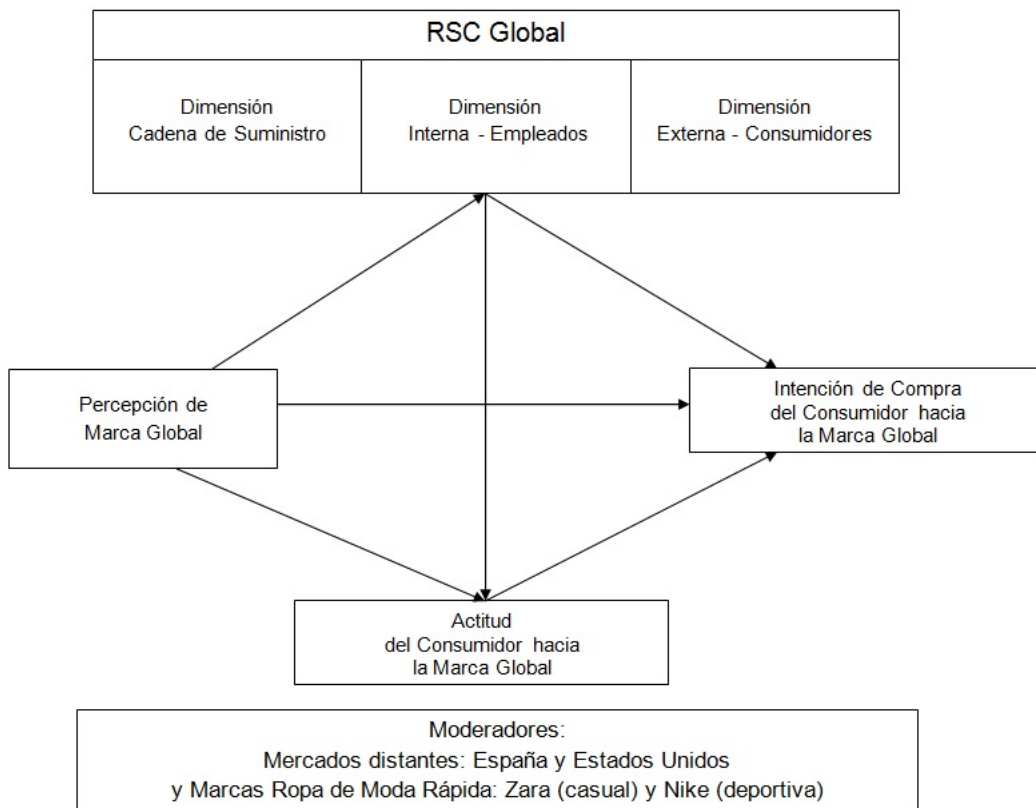 RSC Global
Dimensión
Cadena de Suministro
Dimensión
Interna - Empleados
Dimensión
Externa - Consumidores
Percepción de
Marca Global
Intención de Compra
del Consumidor hacia
la Marca Global
Actitud
del Consumidor hacia
la Marca Global
Moderadores:
Mercados distantes: España y Estados Unidos
y Marcas Ropa de Moda Rápida: Zara (casual) y Nike (deportiva)